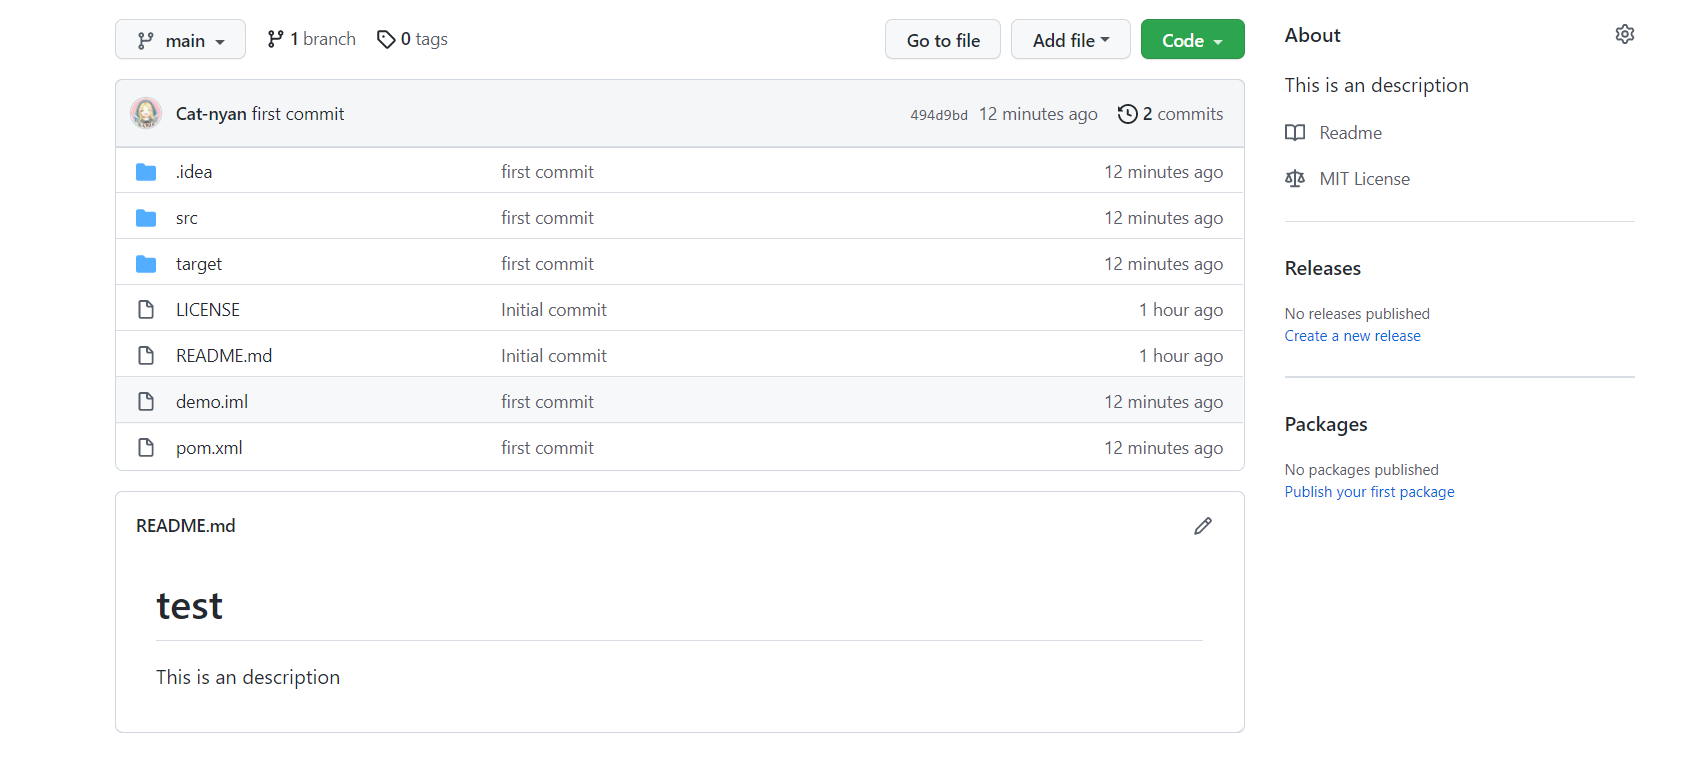 main 1 branch 0 tags Go to file Add file Code
Cat-nyan first commit 494d9bd 12 minutes ago 2 commits
.idea first commit 12 minutes ago
src first commit 12 minutes ago
target first commit 12 minutes ago
LICENSE Initial commit 1 hour ago
README.md Initial commit 1 hour ago
demo.iml first commit 12 minutes ago
pom.xml first commit 12 minutes ago
README.md
test
This is an description
About
This is an description
Readme
MIT License
Releases
No releases published
Create a new release
Packages
No packages published
Publish your first package